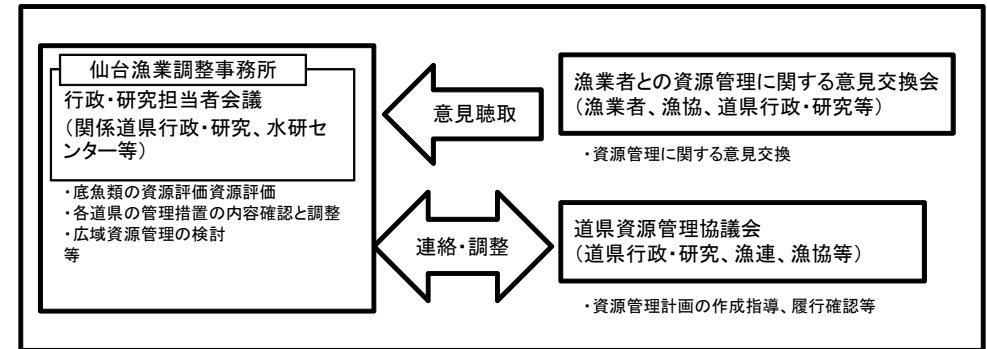 仙台漁業調整事務所
行政・研究担当者会議
（関係道県行政・研究、水研セ
ンター等）
・底魚類の資源評価資源評価
・各道県の管理措置の内容確認と調整
・広域資源管理の検討
等
意見聴取
漁業者との資源管理に関する意見交換会
（漁業者、漁協、道県行政・研究等）
・資源管理に関する意見交換
連絡・調整
道県資源管理協議会
（道県行政・研究、漁連、漁協等）
・資源管理計画の作成指導、履行確認等